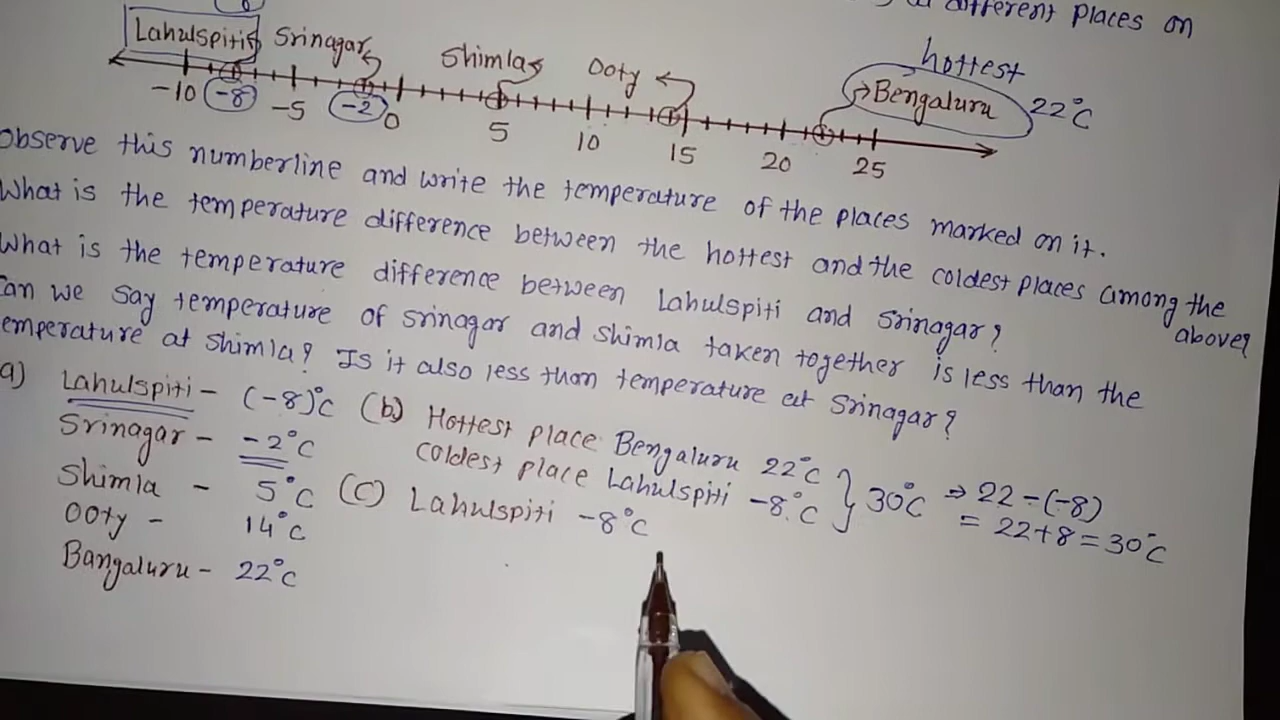 different places on
Lahulspiti Srinagar Shimla Ooty hottest
Bengaluru 22°C
-10 -8 -5 -2 0 5 10 15 20 25
Observe this numberline and write the temperature of the places marked on it.
What is the temperature difference between the hottest and the coldest places among the
above?
What is the temperature difference between Lahulspiti and Srinagar?
Can we say temperature of srinagar and shimla taken together is less than the
emperature at shimla? Is it also less than temperature at Srinagar?
a) Lahulspiti - (-8)°C (b) Hottest place Bengaluru 22°C
Srinagar - -2°C coldest place Lahulspiti -8°C } 30°C ⇒ 22-(-8)
= 22+8=30°C
Shimla - 5°C (C) Lahulspiti -8°C
Ooty - 14°C
Bangaluru - 22°C